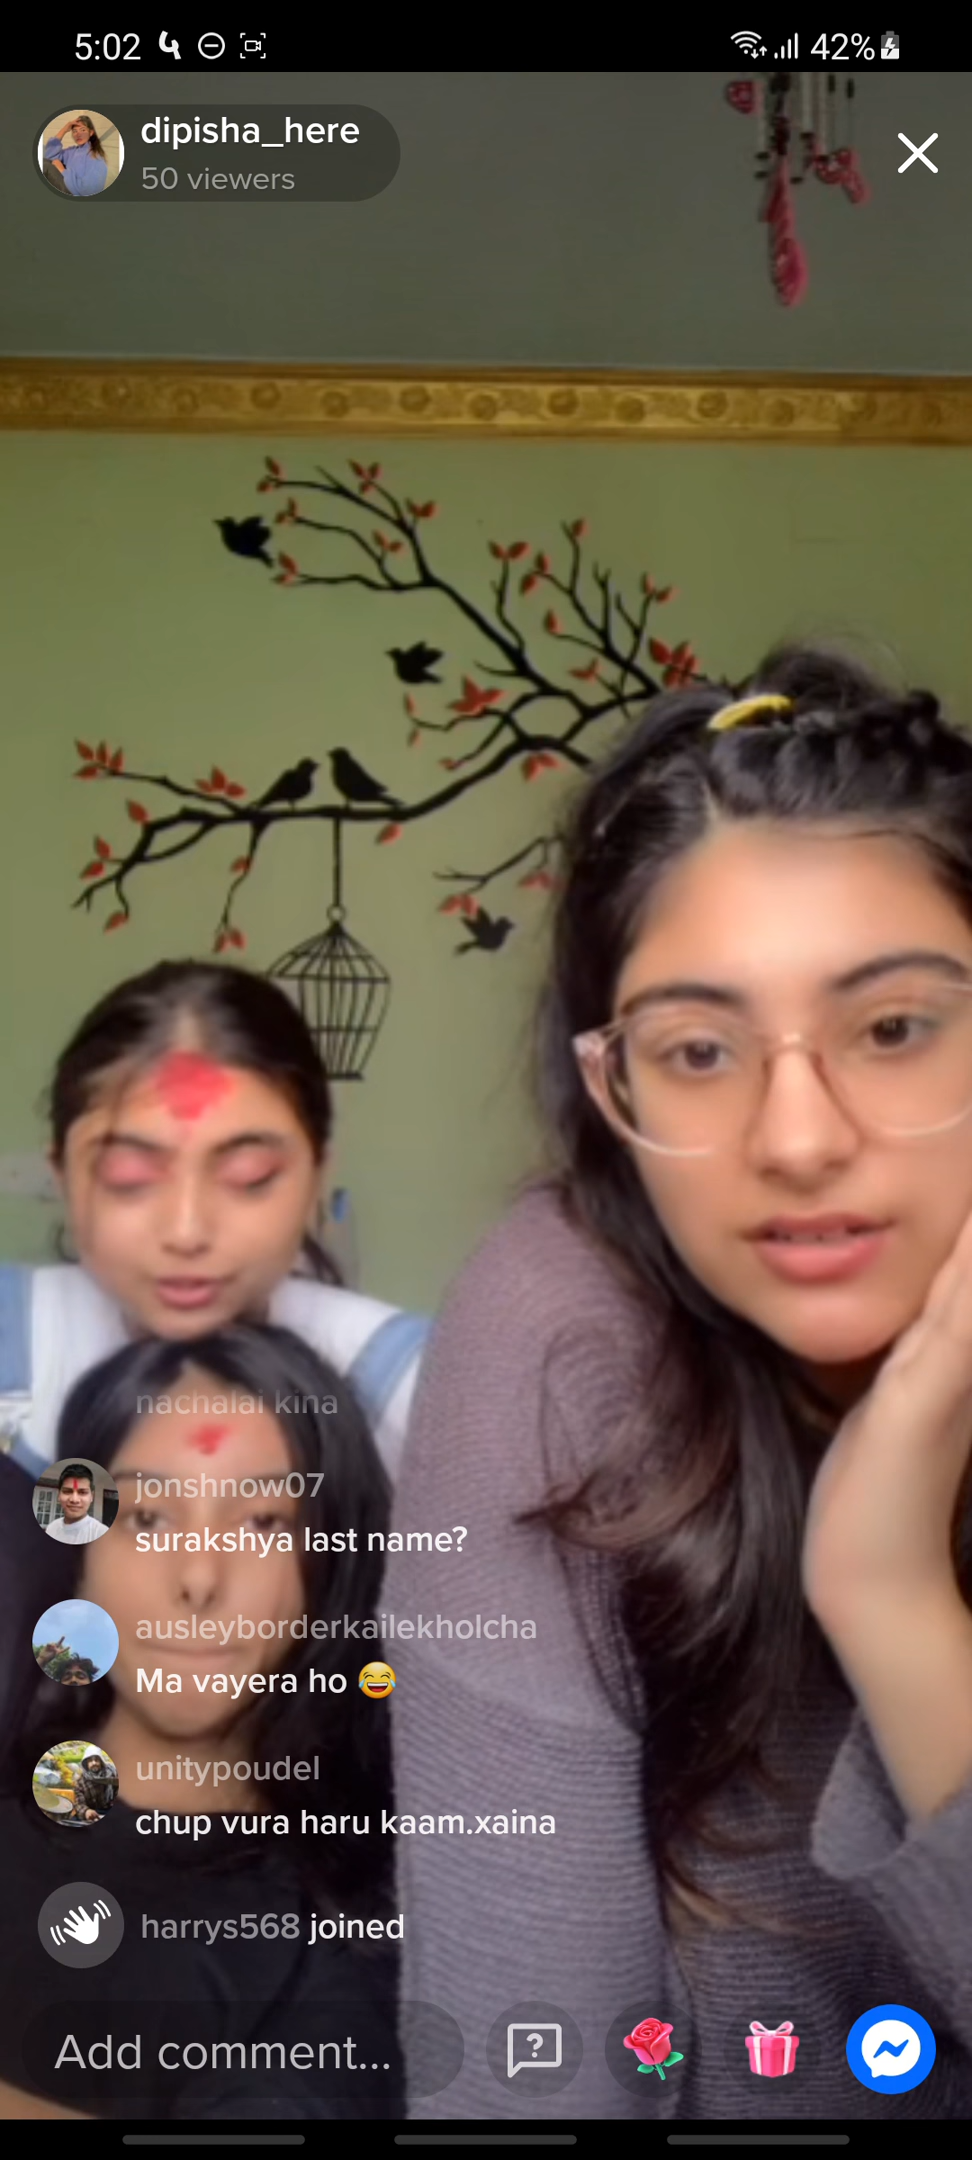 5:02
42%
dipisha_here
50 viewers
nachalai kina
jonshnow07
surakshya last name?
ausleyborderkailekholcha
Ma vayera ho 😂
unitypoudel
chup vura haru kaam.xaina
harrys568 joined
Add comment...